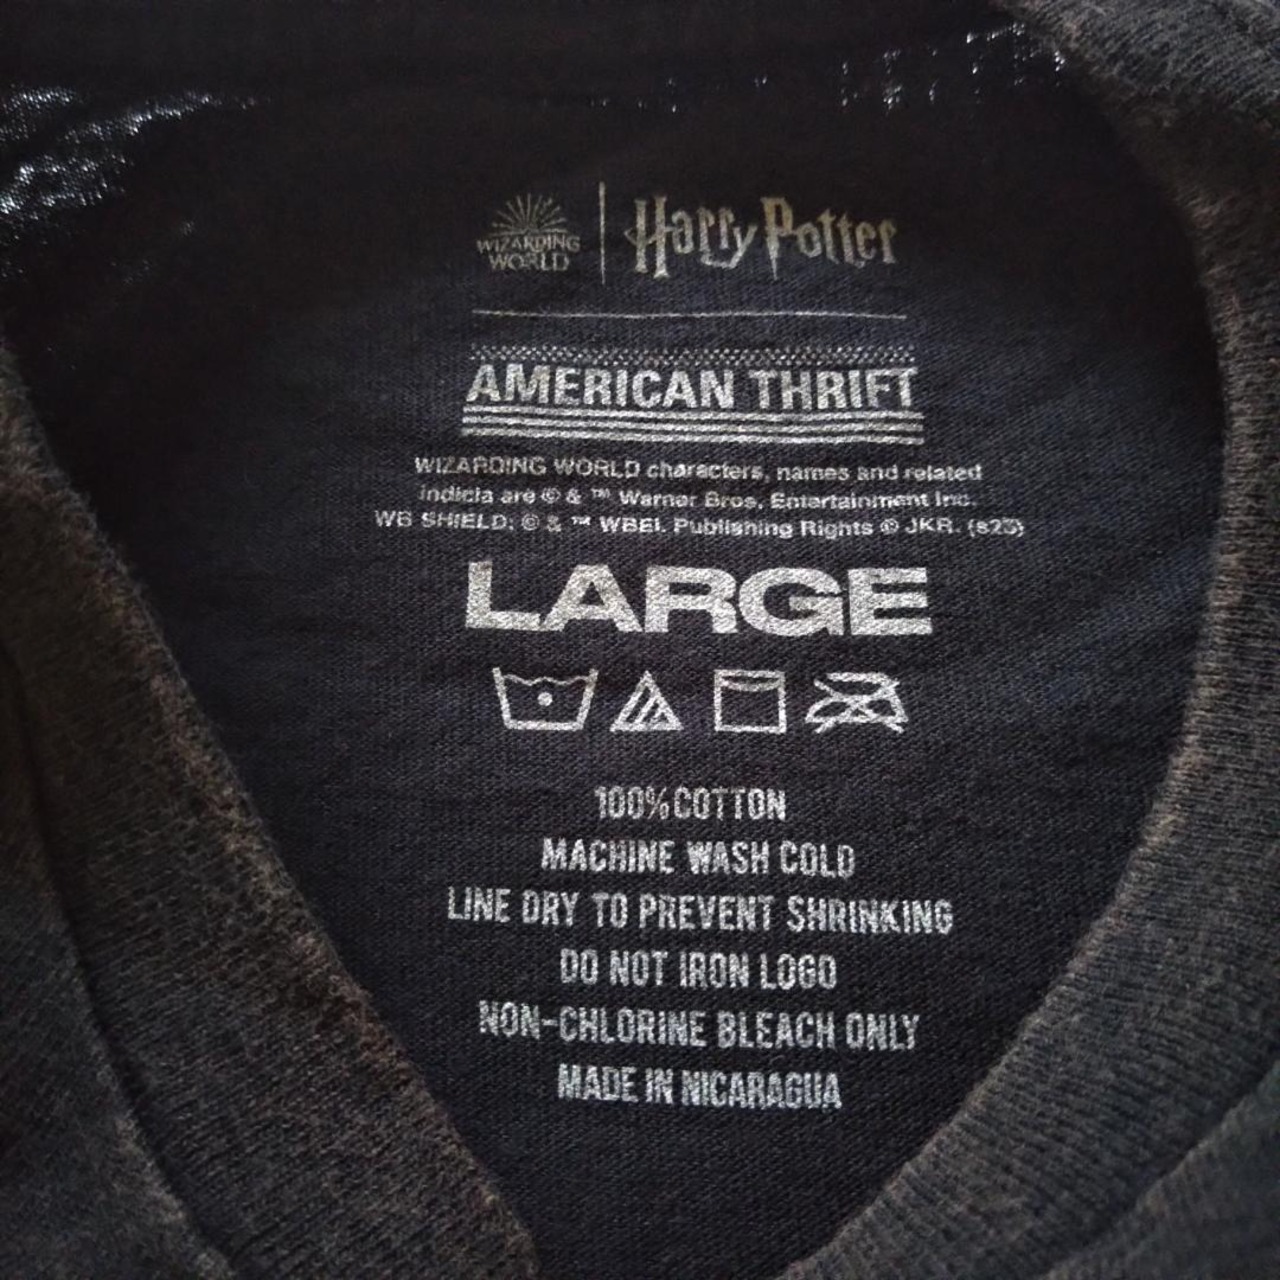 WIZARDING WORLD
Harry Potter
AMERICAN THRIFT
WIZARDING WORLD characters, names and related
indicia are © & ™ Warner Bros. Entertainment Inc.
WB SHIELD: © & ™ WBEI. Publishing Rights © JKR. (s23)
LARGE
100% COTTON
MACHINE WASH COLD
LINE DRY TO PREVENT SHRINKING
DO NOT IRON LOGO
NON-CHLORINE BLEACH ONLY
MADE IN NICARAGUA